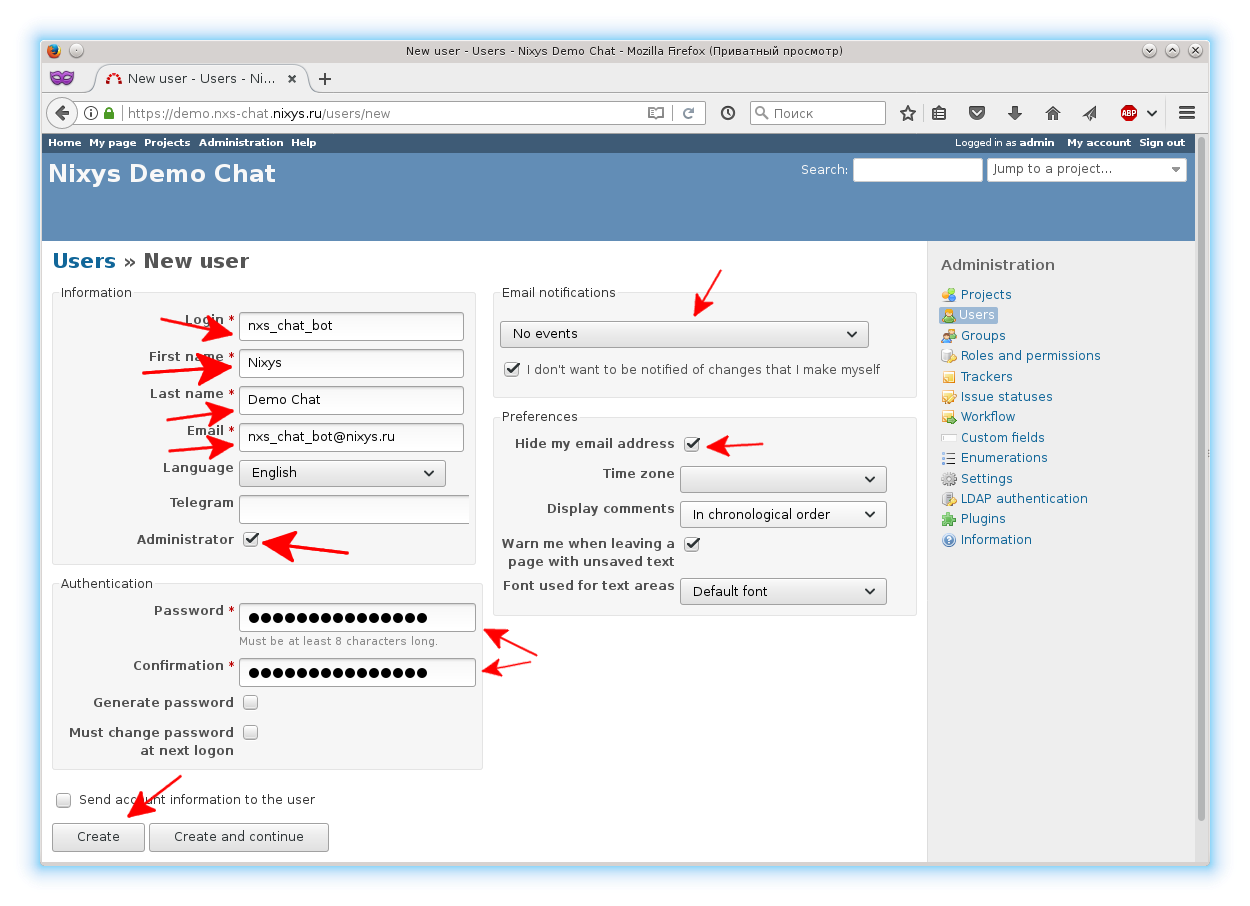 New user - Users - Nixys Demo Chat - Mozilla Firefox (Приватный просмотр)
New user - Users - Ni...
https://demo.nxs-chat.nixys.ru/users/new
Поиск
ABP
Home My page Projects Administration Help
Logged in as admin My account Sign out
Nixys Demo Chat
Search:
Jump to a project...
Users » New user
Information
Login *
nxs_chat_bot
First name *
Nixys
Last name *
Demo Chat
Email *
nxs_chat_bot@nixys.ru
Language
English
Telegram
Administrator
Authentication
Password *
Must be at least 8 characters long.
Confirmation *
Generate password
Must change password
at next logon
Send account information to the user
Create
Create and continue
Email notifications
No events
I don't want to be notified of changes that I make myself
Preferences
Hide my email address
Time zone
Display comments
In chronological order
Warn me when leaving a
page with unsaved text
Font used for text areas
Default font
Administration
Projects
Users
Groups
Roles and permissions
Trackers
Issue statuses
Workflow
Custom fields
Enumerations
Settings
LDAP authentication
Plugins
Information